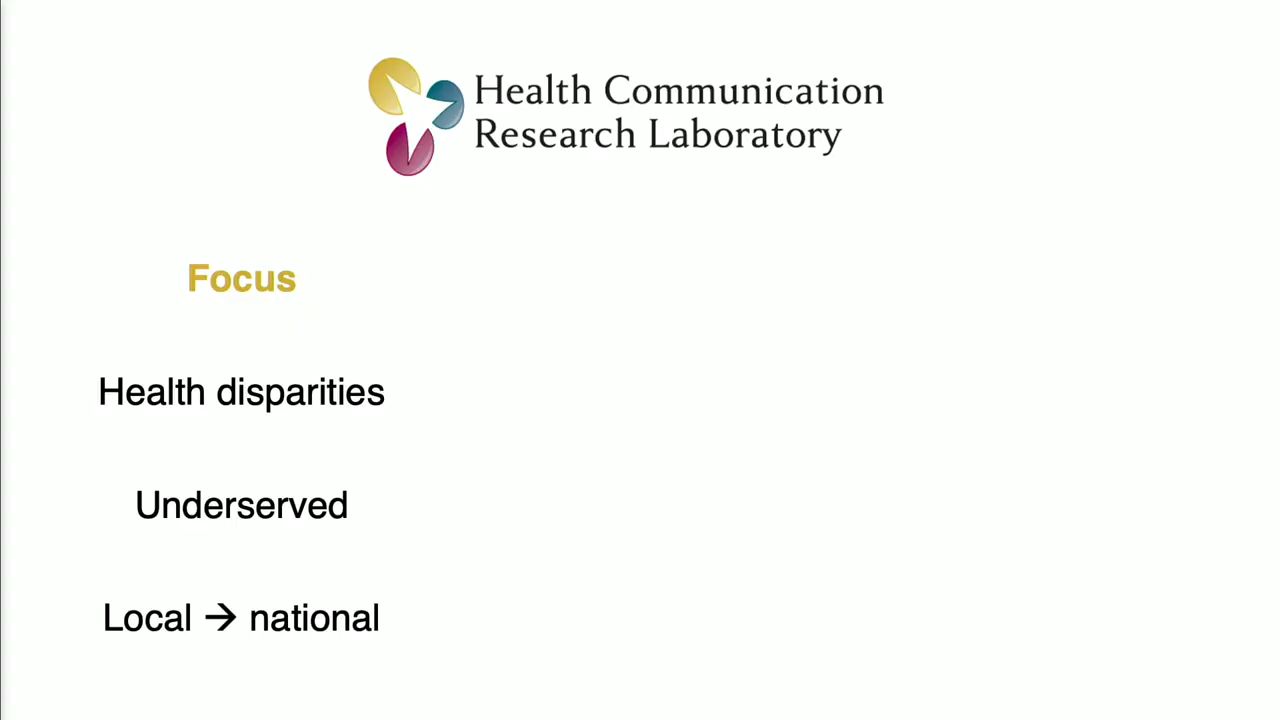 Health Communication
Research Laboratory
Focus
Health disparities
Underserved
Local → national